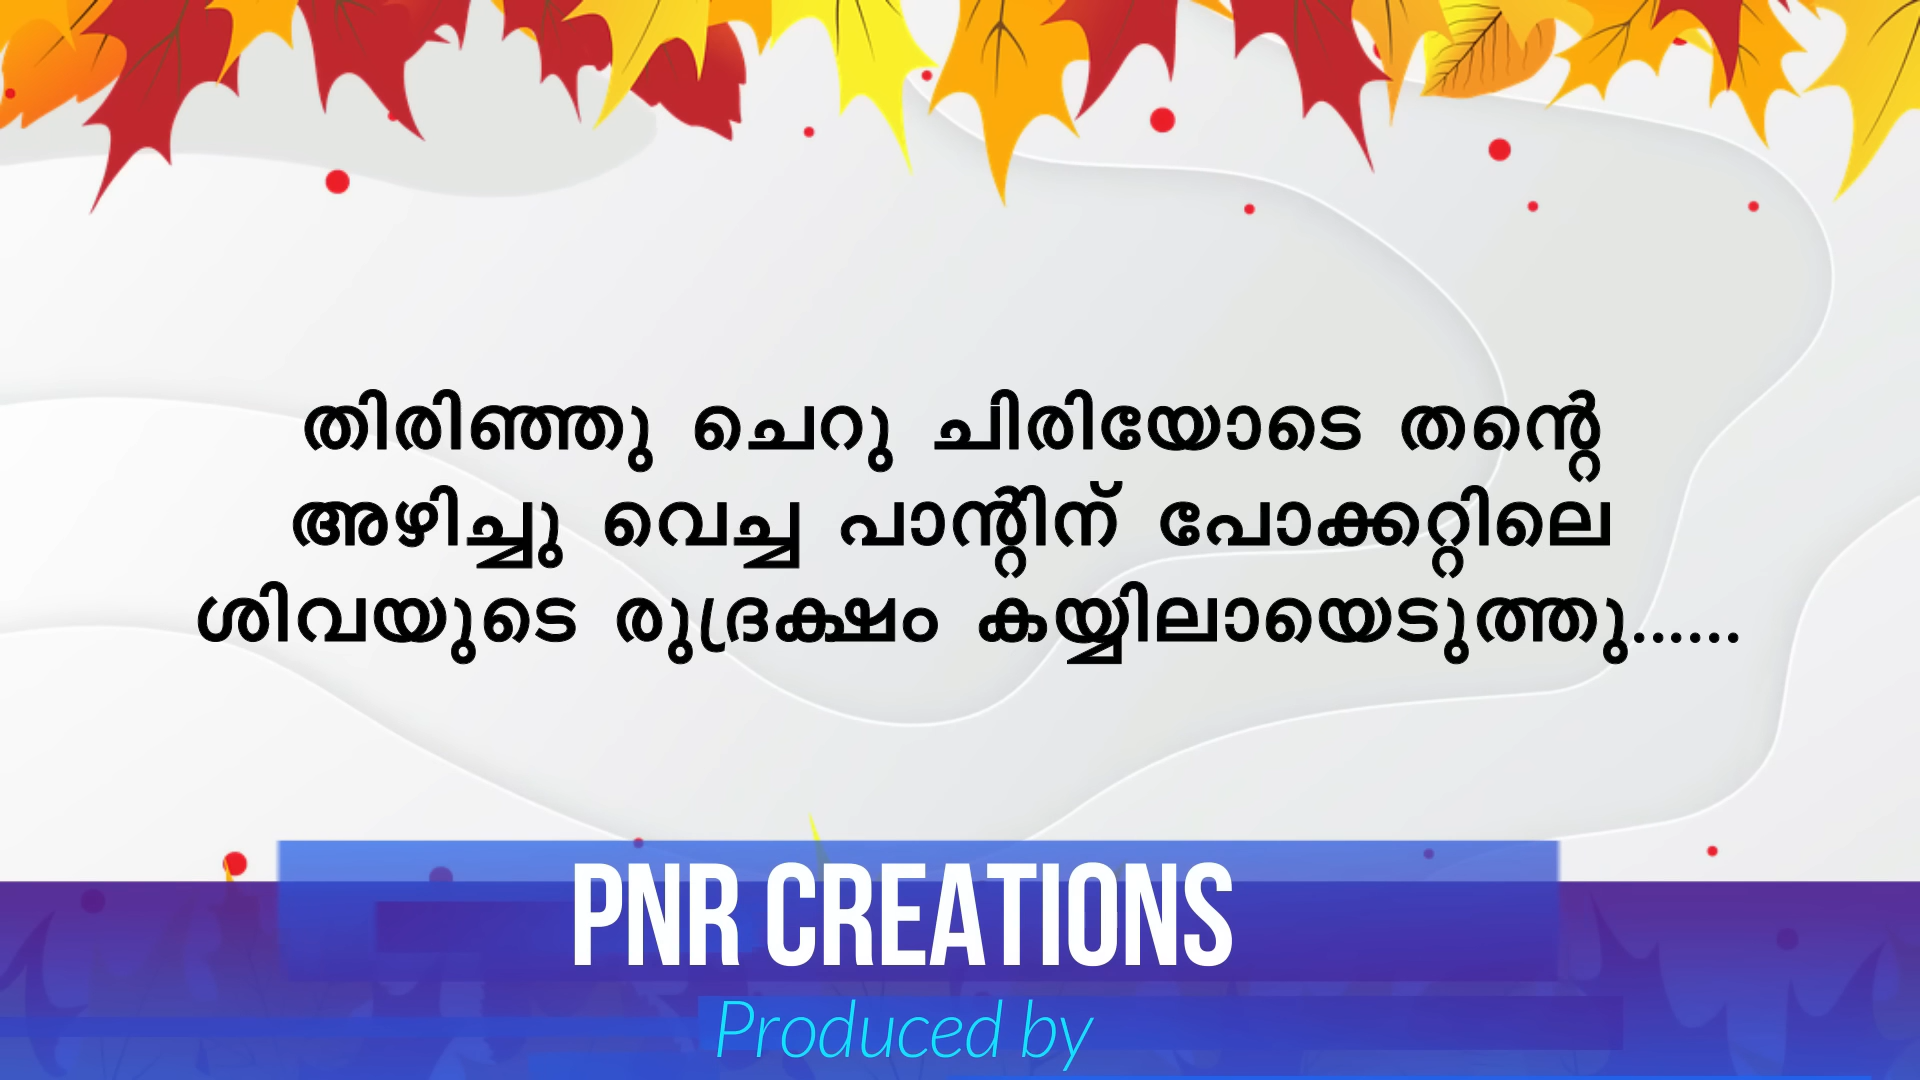 തിരിഞ്ഞു ചെറു ചിരിയോടെ തന്റെ
അഴിച്ചു വെച്ച പാന്റിന് പോക്കറ്റിലെ
ശിവയുടെ രുദ്രക്ഷം കയ്യിലായെടുത്തു......
PNR CREATIONS
Produced by